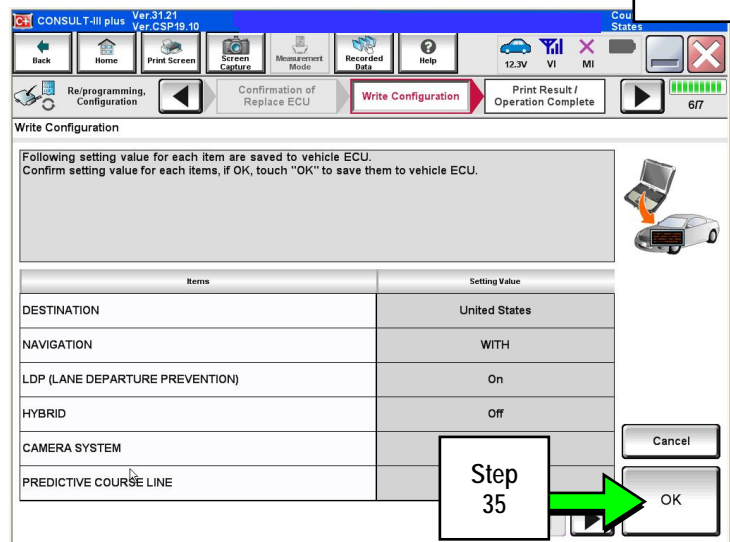 CONSULT-III plus Ver.31.21
Ver.CSP19.10
States
Back
Home
Print Screen
Screen
Capture
Measurement
Mode
Recorded
Data
Help
12.3V VI MI
Re/programming,
Configuration
Confirmation of
Replace ECU
Write Configuration
Print Result /
Operation Complete
6/7
Write Configuration
Following setting value for each item are saved to vehicle ECU.
Confirm setting value for each items, if OK, touch "OK" to save them to vehicle ECU.
Items Setting Value
DESTINATION United States
NAVIGATION WITH
LDP (LANE DEPARTURE PREVENTION) On
HYBRID Off
CAMERA SYSTEM
PREDICTIVE COURSE LINE
Step
35
Cancel
OK